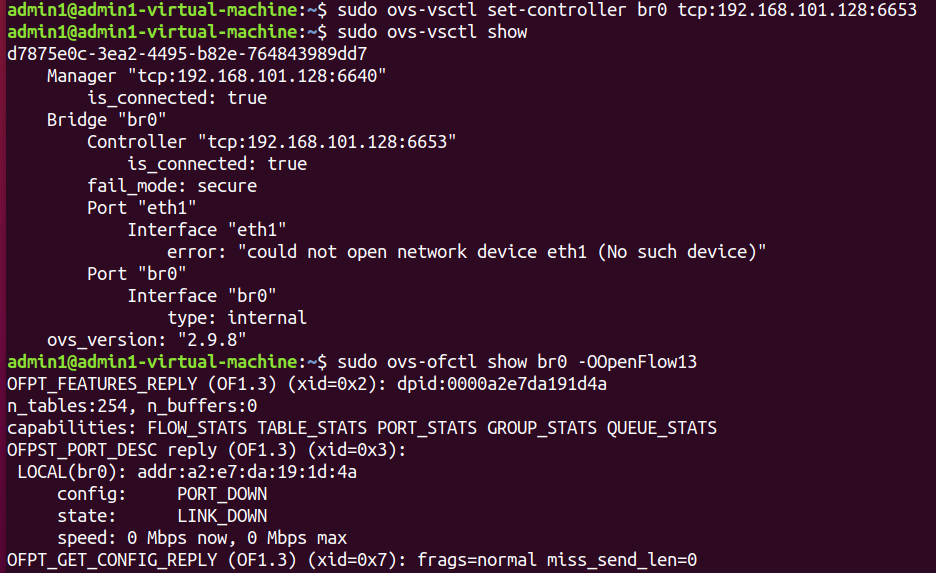 admin1@admin1-virtual-machine:~$ sudo ovs-vsctl set-controller br0 tcp:192.168.101.128:6653
admin1@admin1-virtual-machine:~$ sudo ovs-vsctl show
d7875e0c-3ea2-4495-b82e-764843989dd7
    Manager "tcp:192.168.101.128:6640"
        is_connected: true
    Bridge "br0"
        Controller "tcp:192.168.101.128:6653"
            is_connected: true
        fail_mode: secure
        Port "eth1"
            Interface "eth1"
                error: "could not open network device eth1 (No such device)"
        Port "br0"
            Interface "br0"
                type: internal
    ovs_version: "2.9.8"
admin1@admin1-virtual-machine:~$ sudo ovs-ofctl show br0 -OOpenFlow13
OFPT_FEATURES_REPLY (OF1.3) (xid=0x2): dpid:0000a2e7da191d4a
n_tables:254, n_buffers:0
capabilities: FLOW_STATS TABLE_STATS PORT_STATS GROUP_STATS QUEUE_STATS
OFPST_PORT_DESC reply (OF1.3) (xid=0x3):
 LOCAL(br0): addr:a2:e7:da:19:1d:4a
     config:     PORT_DOWN
     state:      LINK_DOWN
     speed: 0 Mbps now, 0 Mbps max
OFPT_GET_CONFIG_REPLY (OF1.3) (xid=0x7): frags=normal miss_send_len=0